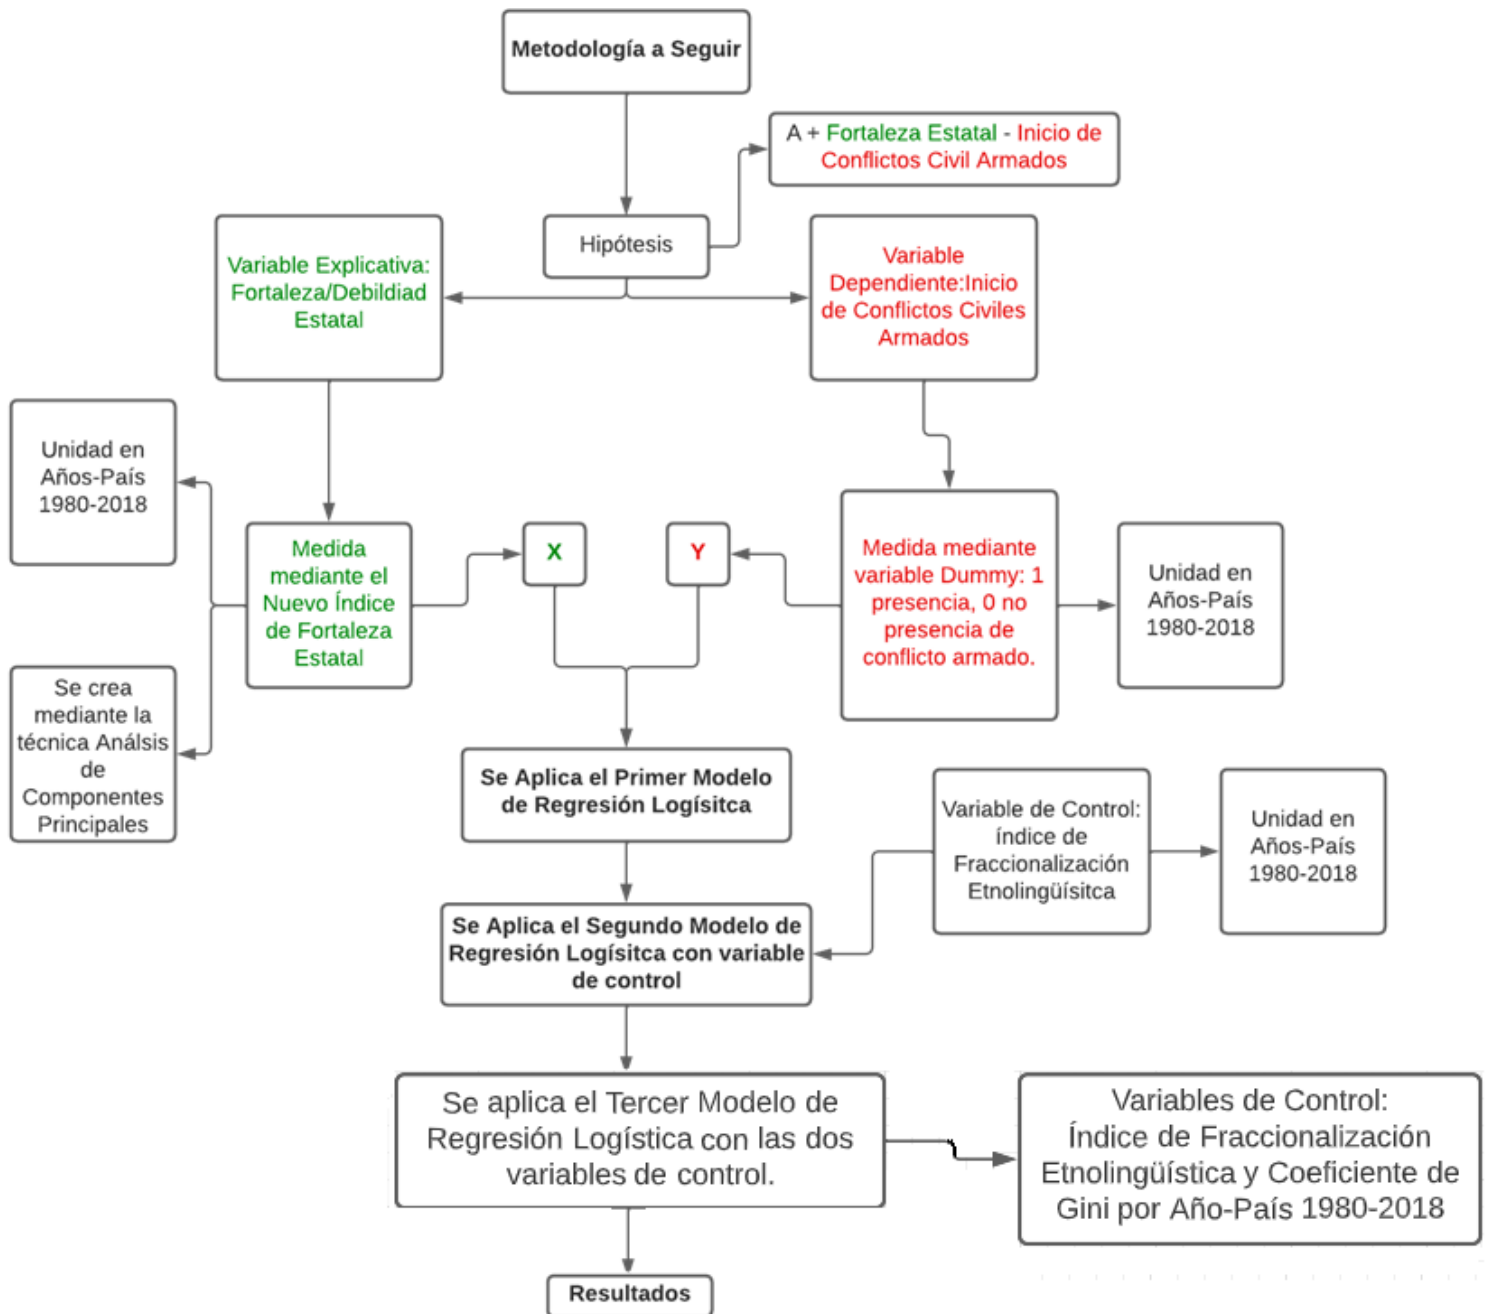 Metodología a Seguir
A + Fortaleza Estatal - Inicio de
Conflictos Civil Armados
Hipótesis
Variable Explicativa:
Fortaleza/Debildiad
Estatal
Variable
Dependiente:Inicio
de Conflictos Civiles
Armados
Unidad en
Años-País
1980-2018
Medida
mediante el
Nuevo Índice
de Fortaleza
Estatal
X
Y
Medida mediante
variable Dummy: 1
presencia, 0 no
presencia de
conflicto armado.
Unidad en
Años-País
1980-2018
Se crea
mediante la
técnica Análsis
de
Componentes
Principales
Se Aplica el Primer Modelo
de Regresión Logísitca
Variable de Control:
índice de
Fraccionalización
Etnolingüísitca
Unidad en
Años-País
1980-2018
Se Aplica el Segundo Modelo de
Regresión Logísitca con variable
de control
Se aplica el Tercer Modelo de
Regresión Logística con las dos
variables de control.
Variables de Control:
Índice de Fraccionalización
Etnolingüística y Coeficiente de
Gini por Año-País 1980-2018
Resultados